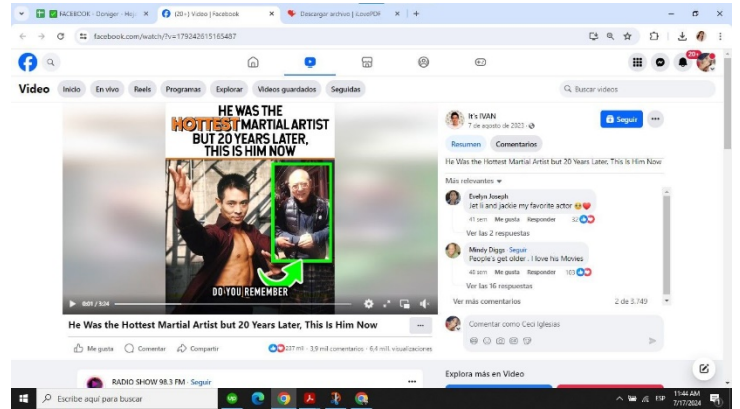 FACEBOOK - Doniger - Hoj
(20+) Video | Facebook
Descargar archivo | iLovePDF
facebook.com/watch/?v=179242615165487
20+
Video
Inicio
En vivo
Reels
Programas
Explorar
Videos guardados
Seguidas
Buscar videos
HE WAS THE
HOTTEST MARTIAL ARTIST
BUT 20 YEARS LATER,
THIS IS HIM NOW
DO YOU REMEMBER
0:01 / 5:24
It's IVAN
7 de agosto de 2023
Seguir
Resumen
Comentarios
He Was the Hottest Martial Artist but 20 Years Later, This Is Him Now
Más relevantes
Evelyn Joseph
Jet li and jackie my favorite actor
41 sem Me gusta Responder 32
Ver las 2 respuestas
Mindy Diggs · Seguir
People's get older . I love his Movies
48 sem Me gusta Responder 103
Ver las 16 respuestas
Ver más comentarios
2 de 3.749
Comentar como Ceci Iglesias
He Was the Hottest Martial Artist but 20 Years Later, This Is Him Now
Me gusta
Comentar
Compartir
237 mil · 3,9 mil comentarios · 6,4 mill. visualizaciones
RADIO SHOW 98.3 FM · Seguir
Explora más en Video
Escribe aquí para buscar
ESP
11:44 AM
7/17/2024